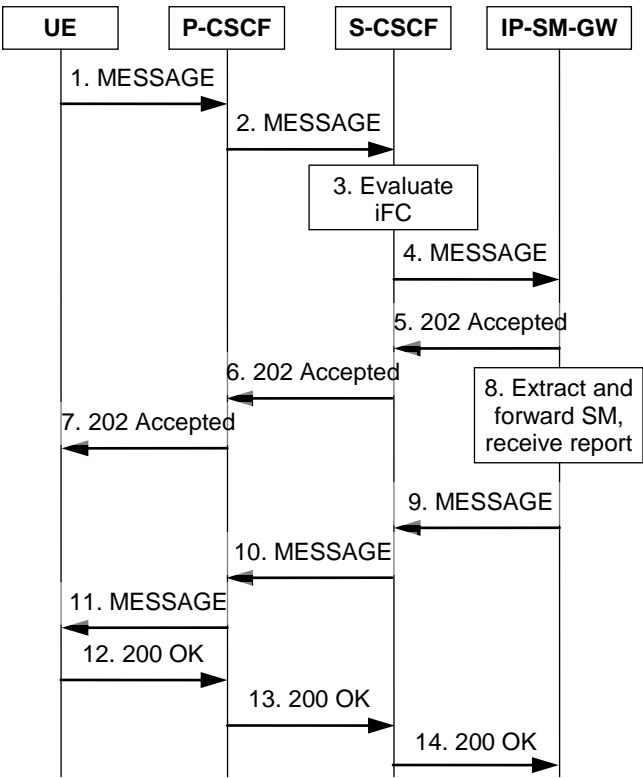 UE P-CSCF S-CSCF IP-SM-GW
1. MESSAGE
2. MESSAGE
3. Evaluate
iFC
4. MESSAGE
5. 202 Accepted
6. 202 Accepted
8. Extract and
forward SM,
receive report
7. 202 Accepted
9. MESSAGE
10. MESSAGE
11. MESSAGE
12. 200 OK
13. 200 OK
14. 200 OK